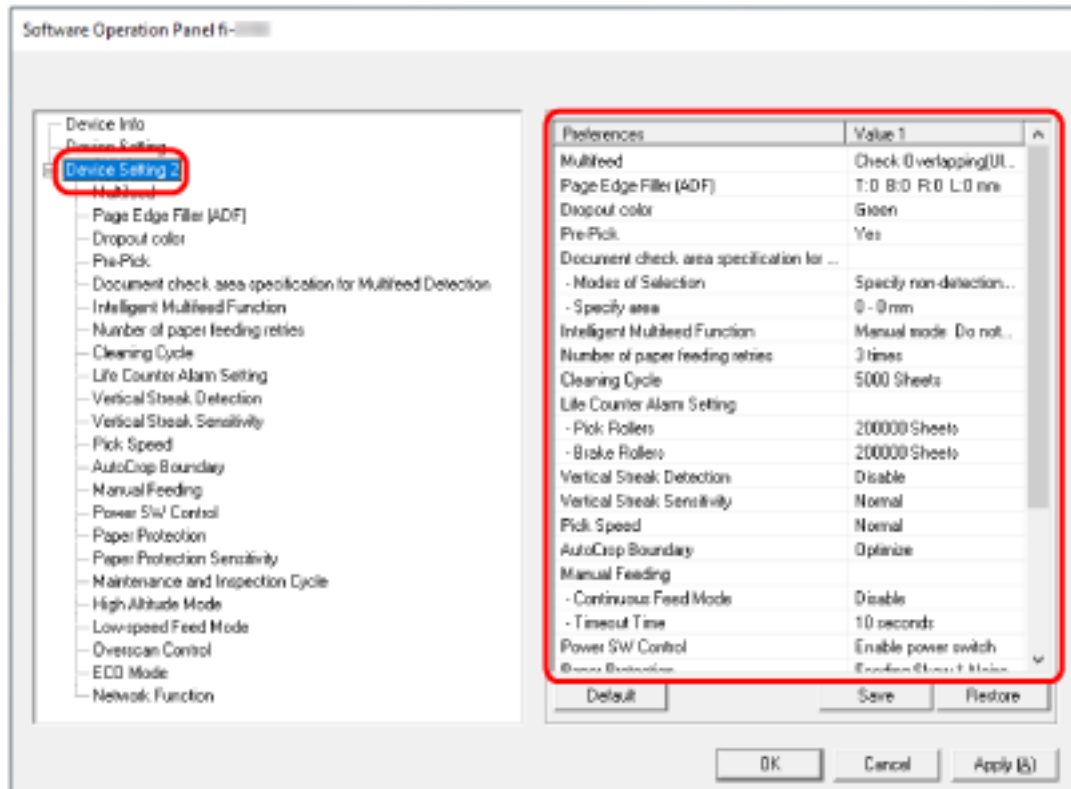 Software Operation Panel fi-
Device Info
Device Setting
Device Setting 2
Multifeed
Page Edge Filler (ADF)
Dropout color
Pre-Pick
Document check area specification for Multifeed Detection
Intelligent Multifeed Function
Number of paper feeding retries
Cleaning Cycle
Life Counter Alarm Setting
Vertical Streak Detection
Vertical Streak Sensitivity
Pick Speed
AutoCrop Boundary
Manual Feeding
Power SW Control
Paper Protection
Paper Protection Sensitivity
Maintenance and Inspection Cycle
High Altitude Mode
Low-speed Feed Mode
Overscan Control
ECO Mode
Network Function
Preferences Value 1
Multifeed Check Overlapping(Ul...
Page Edge Filler (ADF) T:0 B:0 R:0 L:0 mm
Dropout color Green
Pre-Pick Yes
Document check area specification for ...
- Modes of Selection Specify non-detection...
- Specify area 0 - 0 mm
Intelligent Multifeed Function Manual mode Do not...
Number of paper feeding retries 3 times
Cleaning Cycle 5000 Sheets
Life Counter Alarm Setting
- Pick Rollers 200000 Sheets
- Brake Rollers 200000 Sheets
Vertical Streak Detection Disable
Vertical Streak Sensitivity Normal
Pick Speed Normal
AutoCrop Boundary Optimize
Manual Feeding
- Continuous Feed Mode Disable
- Timeout Time 10 seconds
Power SW Control Enable power switch
Paper Protection
Default Save Restore
OK Cancel Apply (A)